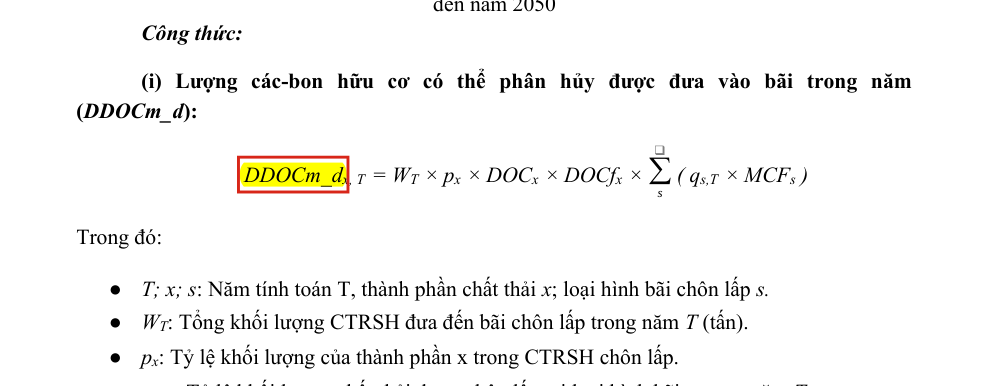 đến năm 2050
Công thức:
(i) Lượng các-bon hữu cơ có thể phân hủy được đưa vào bãi trong năm
(DDOCm_d):
DDOCm_dx, T = WT × px × DOCx × DOCfx × ∑s ( qs,T × MCFs )
Trong đó:
● T; x; s: Năm tính toán T, thành phần chất thải x; loại hình bãi chôn lấp s.
● WT: Tổng khối lượng CTRSH đưa đến bãi chôn lấp trong năm T (tấn).
● px: Tỷ lệ khối lượng của thành phần x trong CTRSH chôn lấp.